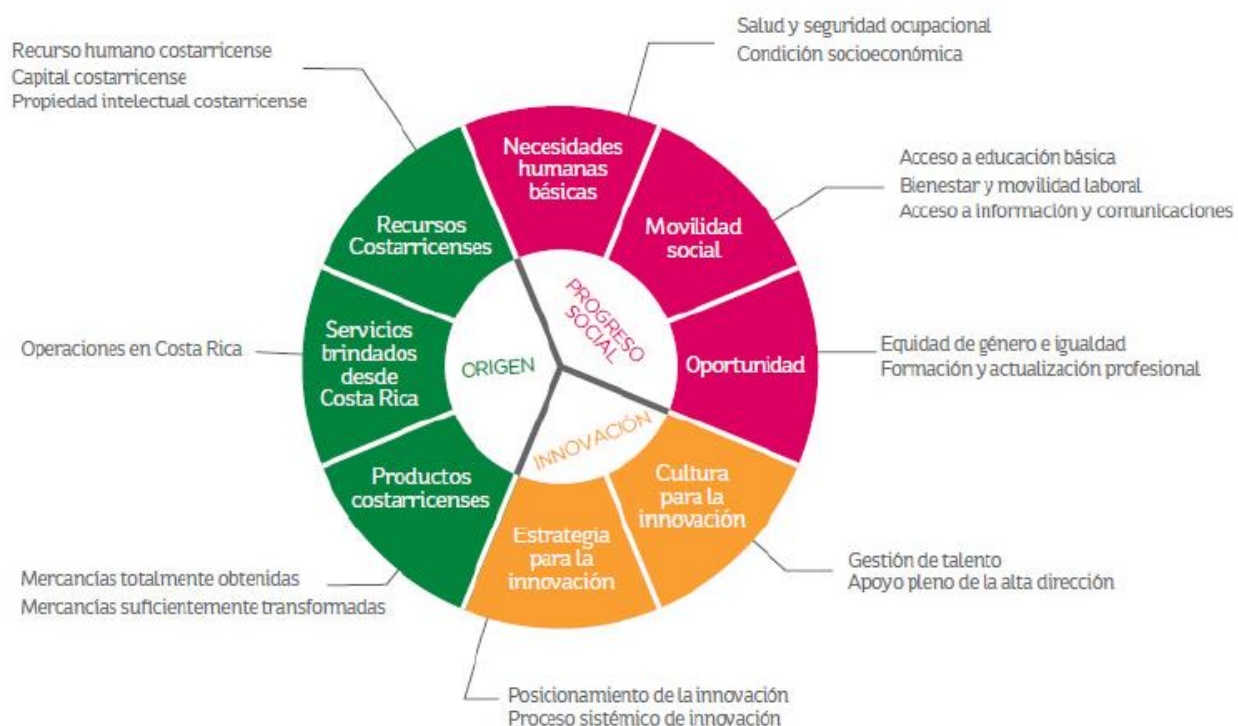 Recurso humano costarricense
Capital costarricense
Propiedad intelectual costarricense
Salud y seguridad ocupacional
Condición socioeconómica
Necesidades
humanas
básicas
Acceso a educación básica
Bienestar y movilidad laboral
Acceso a información y comunicaciones
Movilidad
social
Recursos
Costarricenses
PROGRESO
SOCIAL
Servicios
brindados
desde
Costa Rica
Operaciones en Costa Rica
ORIGEN
Oportunidad
Equidad de género e igualdad
Formación y actualización profesional
INNOVACIÓN
Productos
costarricenses
Cultura
para la
innovación
Estrategia
para la
innovación
Gestión de talento
Apoyo pleno de la alta dirección
Mercancías totalmente obtenidas
Mercancías suficientemente transformadas
Posicionamiento de la innovación
Proceso sistémico de innovación